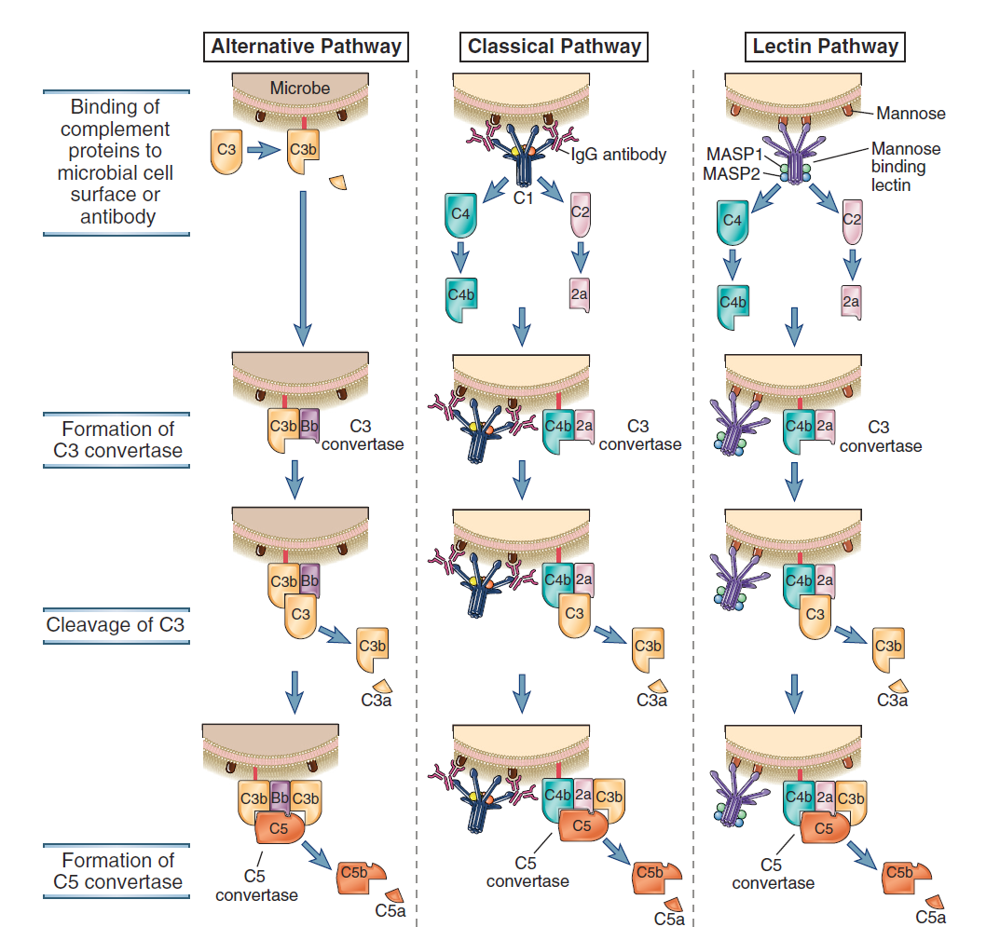 Alternative Pathway
Classical Pathway
Lectin Pathway
Binding of
complement
proteins to
microbial cell
surface or
antibody
Microbe
C3
C3b
IgG antibody
C1
C4
C2
C4b
2a
Mannose
MASP1
MASP2
Mannose
binding
lectin
C4
C2
C4b
2a
Formation of
C3 convertase
C3b Bb
C3
convertase
C4b 2a
C3
convertase
C4b 2a
C3
convertase
Cleavage of C3
C3b Bb
C3
C3b
C3a
C4b 2a
C3
C3b
C3a
C4b 2a
C3
C3b
C3a
Formation of
C5 convertase
C3b Bb C3b
C5
C5
convertase
C5b
C5a
C4b 2a C3b
C5
C5
convertase
C5b
C5a
C4b 2a C3b
C5
C5
convertase
C5b
C5a